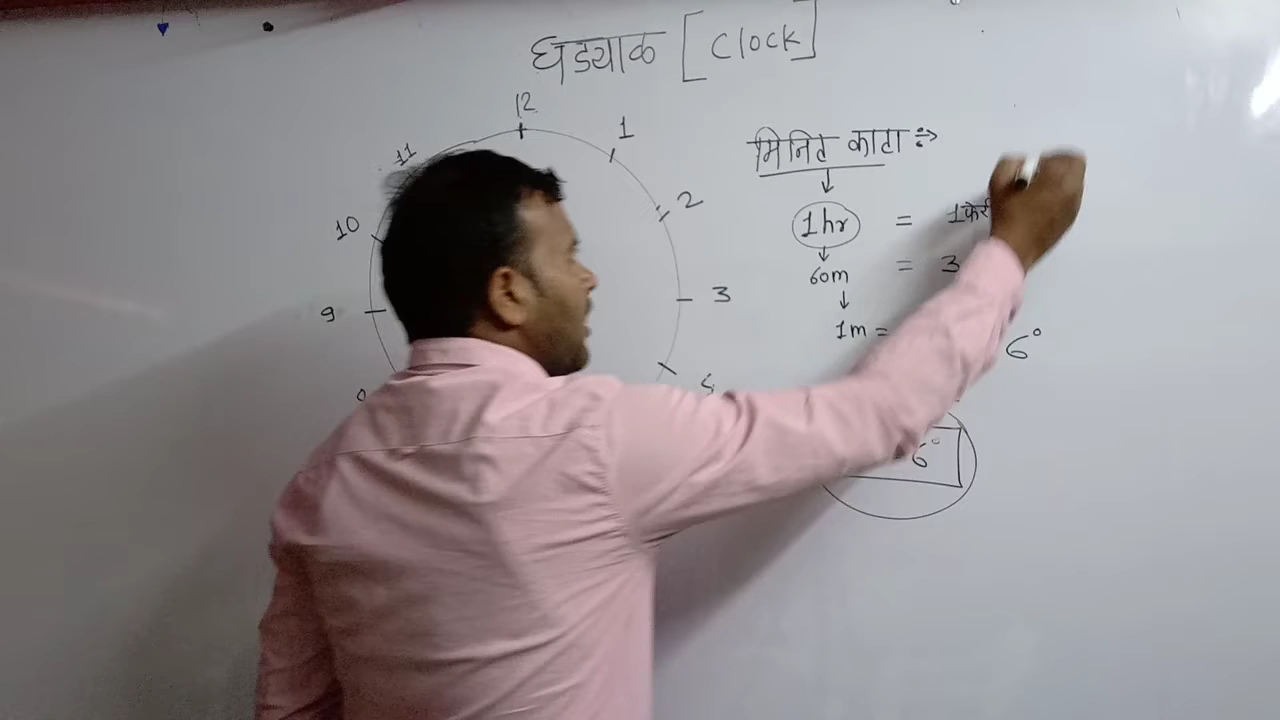 घड्याळ [clock]
12
11
1
10
2
9
3
मिनिट काटा ⇒
↓
1hr = 1फेरी
↓
60m = 3
↓
1m = 6°
6°